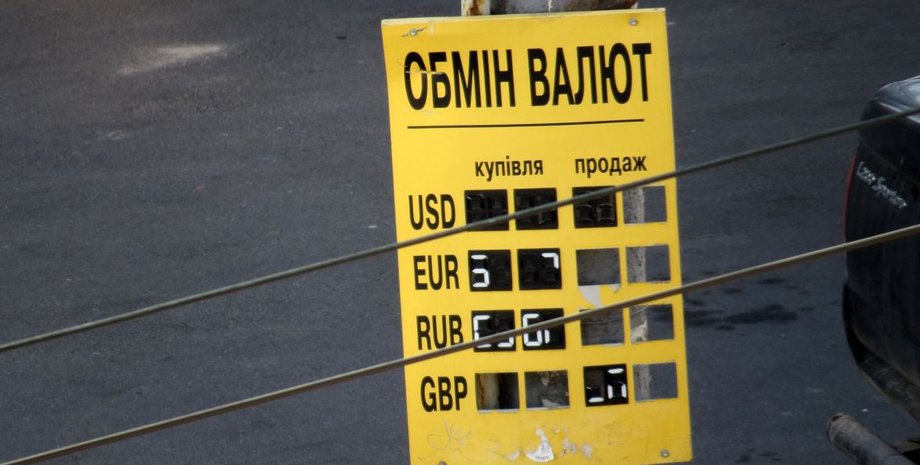 ОБМІН ВАЛЮТ
купівля продаж
USD
EUR
RUB
GBP